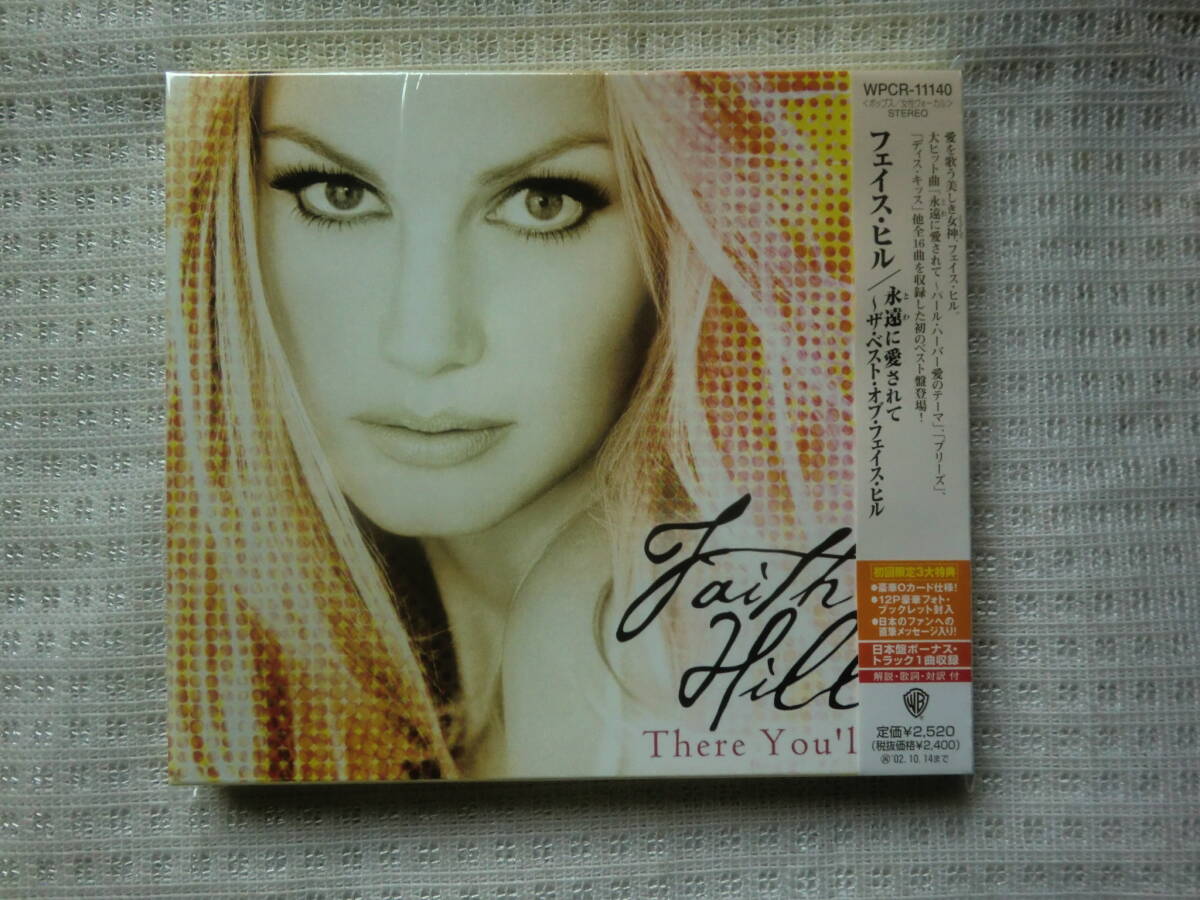 Faith
Hill
There You'l
WPCR-11140
<ポップス/女性ヴォーカル>
STEREO
愛を歌う美しき女神、フェイス・ヒル。
大ヒット曲「永遠に愛されて～パール・ハーバー愛のテーマ」、「ブリーズ」、
「ディス・キッス」他全16曲を収録した初のベスト盤登場!
フェイス・ヒル/永遠に愛されて
とわ
～ザ・ベスト・オブ・フェイス・ヒル
初回限定3大特典
●豪華Oカード仕様!
●12P豪華フォト・
ブックレット封入
●日本のファンへの
直筆メッセージ入り!
日本盤ボーナス・
トラック1曲収録
解説・歌詞・対訳 付
WB
定価¥2,520
(税抜価格¥2,400)
'02.10.14まで